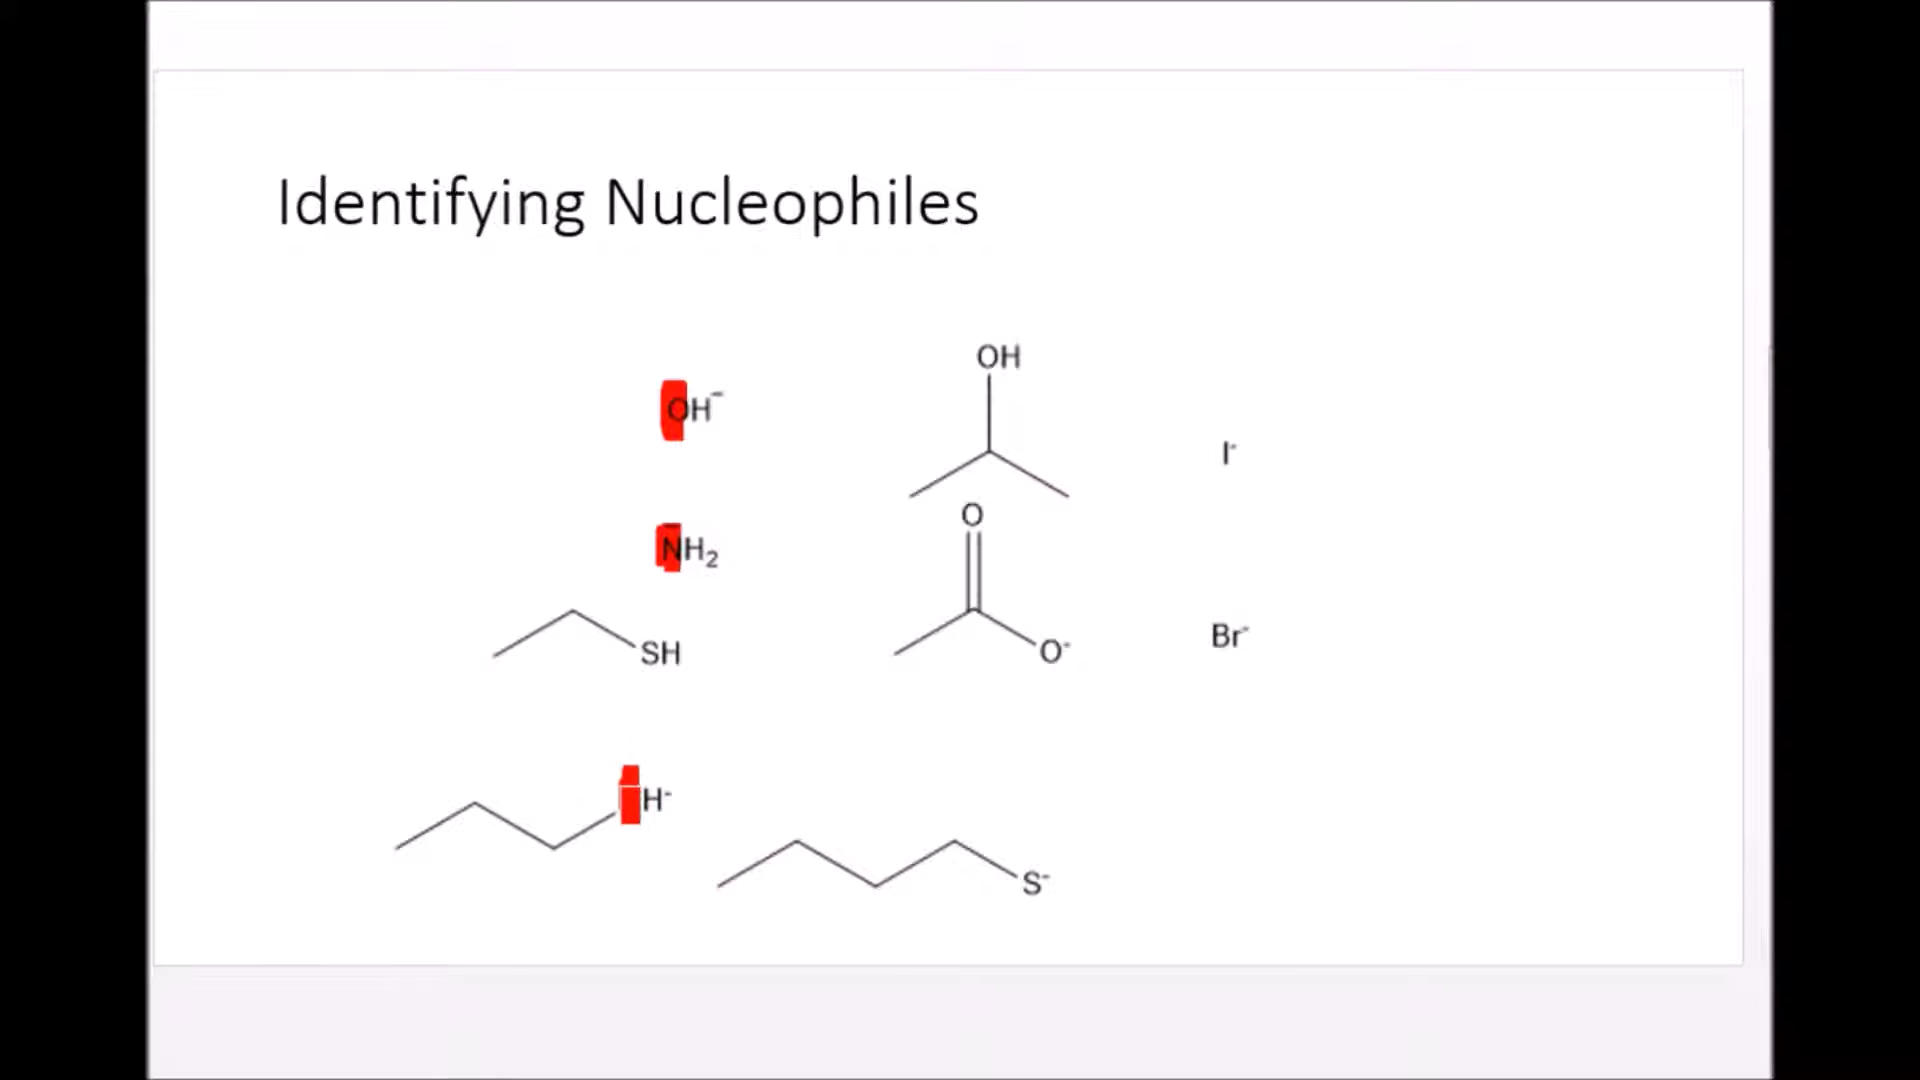 Identifying Nucleophiles
OH
OH⁻
I⁻
O
NH₂
SH
O⁻
Br⁻
H⁻
S⁻